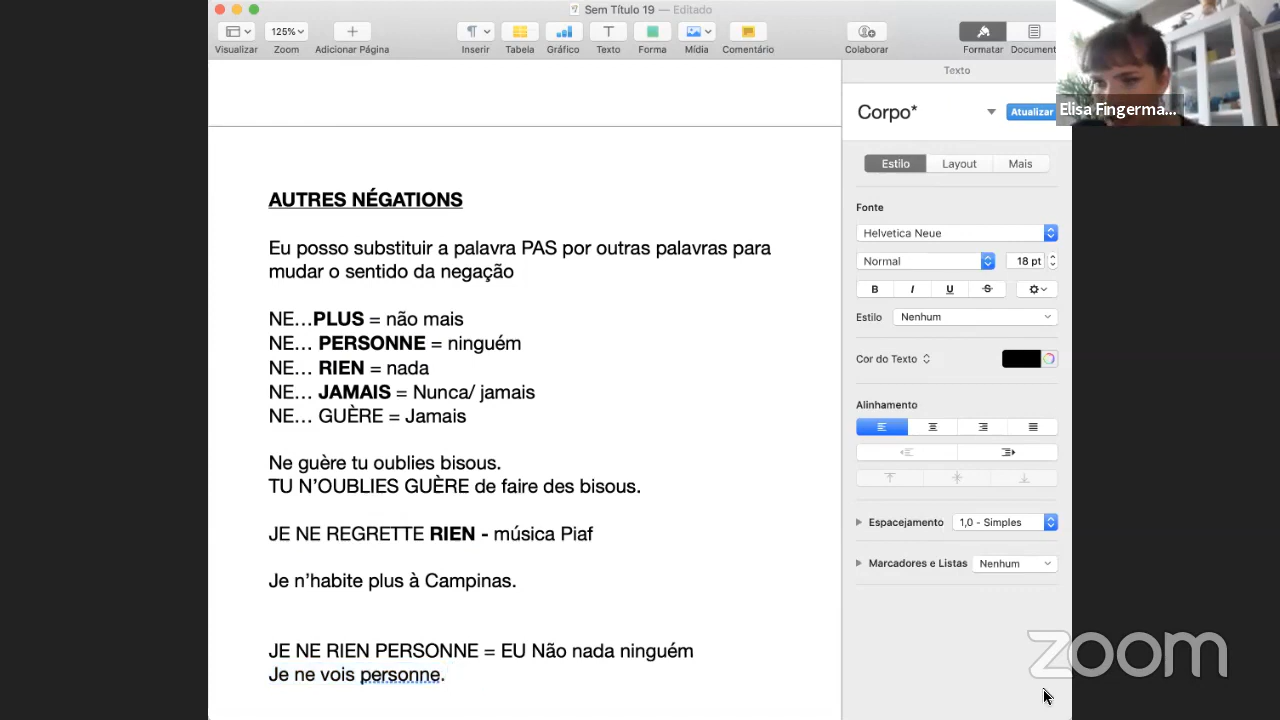 Sem Título 19 — Editado
125%
Visualizar
Zoom
Adicionar Página
Inserir
Tabela
Gráfico
Texto
Forma
Mídia
Comentário
Colaborar
Formatar
Document
Texto
Corpo*
Atualizar
Elisa Fingerma...
Estilo
Layout
Mais
Fonte
Helvetica Neue
Normal
18 pt
B I U S
Estilo
Nenhum
Cor do Texto
Alinhamento
Espaçejamento
1,0 - Simples
Marcadores e Listas
Nenhum
AUTRES NÉGATIONS
Eu posso substituir a palavra PAS por outras palavras para
mudar o sentido da negação
NE…PLUS = não mais
NE… PERSONNE = ninguém
NE… RIEN = nada
NE… JAMAIS = Nunca/ jamais
NE… GUÈRE = Jamais
Ne guère tu oublies bisous.
TU N’OUBLIES GUÈRE de faire des bisous.
JE NE REGRETTE RIEN - música Piaf
Je n’habite plus à Campinas.
JE NE RIEN PERSONNE = EU Não nada ninguém
Je ne vois personne.
zoom